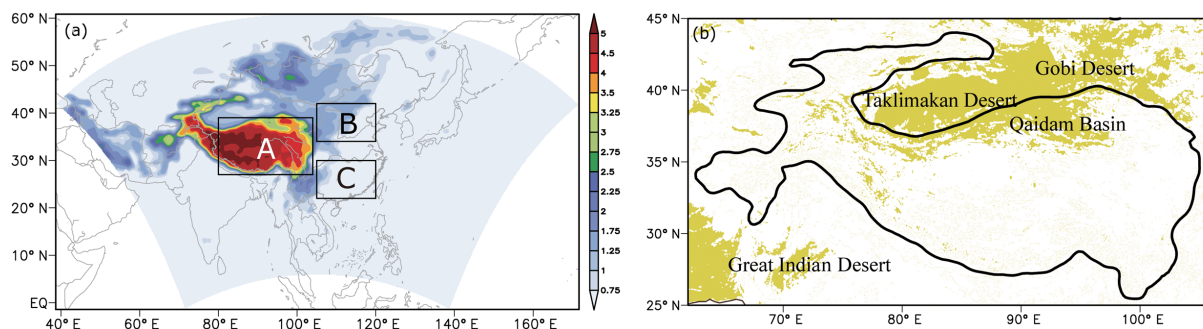 (a)
60° N
50° N
40° N
30° N
20° N
10° N
EQ
40° E
60° E
80° E
100° E
120° E
140° E
160° E
A
B
C
5
4.5
4
3.5
3.25
3
2.75
2.5
2.25
2
1.75
1.5
1.25
1
0.75
(b)
45° N
40° N
35° N
30° N
25° N
70° E
80° E
90° E
100° E
Gobi Desert
Taklimakan Desert
Qaidam Basin
Great Indian Desert